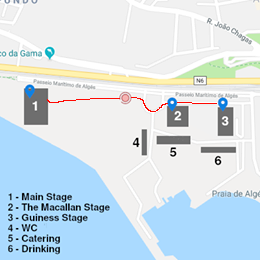 ONDO
R. João Chagas
co da Gama
N6
Passeio Marítimo de Algés
Passeio Marítimo de Algés
1
2
3
4
5
6
Praia de Algé
1 - Main Stage
2 - The Macallan Stage
3 - Guiness Stage
4 - WC
5 - Catering
6 - Drinking